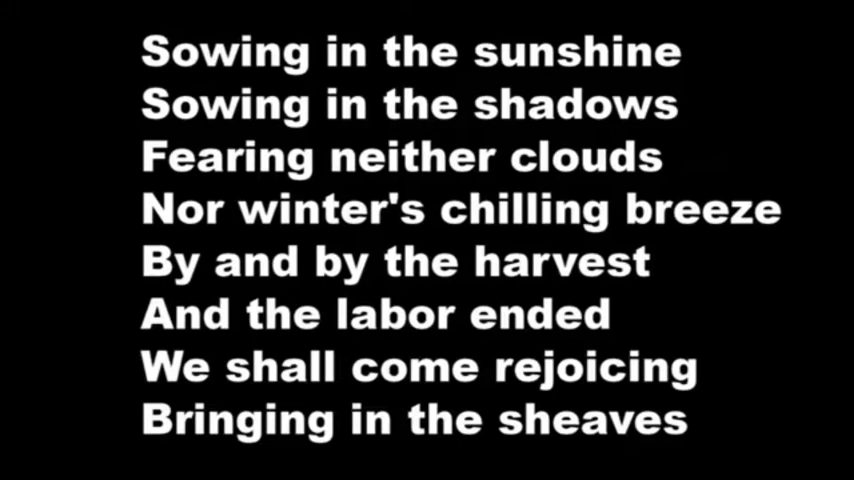 Sowing in the sunshine
Sowing in the shadows
Fearing neither clouds
Nor winter's chilling breeze
By and by the harvest
And the labor ended
We shall come rejoicing
Bringing in the sheaves